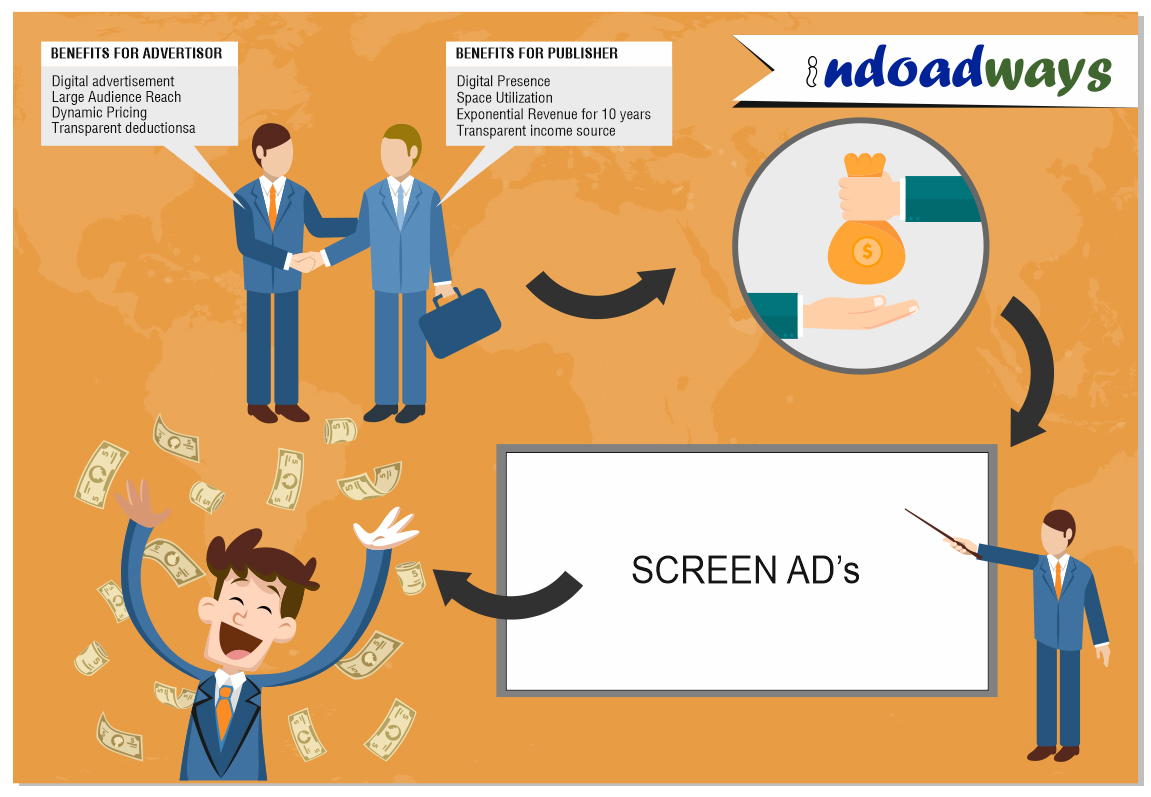 BENEFITS FOR ADVERTISOR
Digital advertisement
Large Audience Reach
Dynamic Pricing
Transparent deductionsa
BENEFITS FOR PUBLISHER
Digital Presence
Space Utilization
Exponential Revenue for 10 years
Transparent income source
indoadways
$
SCREEN AD’s